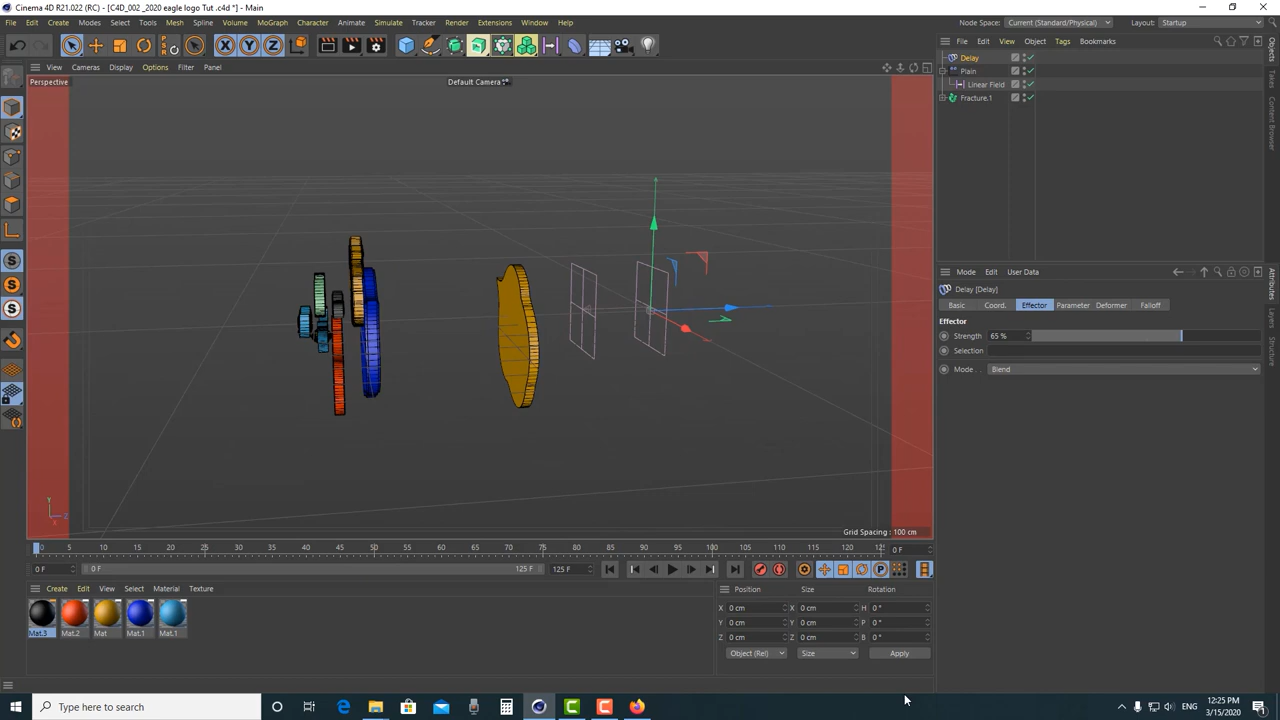 Cinema 4D R21.022 (RC) - [C4D_002 _2020 eagle logo Tut .c4d *] - Main
File Edit Create Modes Select Tools Mesh Spline Volume MoGraph Character Animate Simulate Tracker Render Extensions Window Help
Node Space: Current (Standard/Physical) Layout: Startup
File Edit View Object Tags Bookmarks
View Cameras Display Options Filter Panel
Perspective
Default Camera
Delay
Plain
Linear Field
Fracture.1
Objects
Takes
Content Browser
Attributes
Layers
Structure
Mode Edit User Data
Delay [Delay]
Basic Coord. Effector Parameter Deformer Falloff
Effector
Strength 65 %
Selection
Mode . . Blend
Grid Spacing : 100 cm
0 5 10 15 20 25 30 35 40 45 50 55 60 65 70 75 80 85 90 95 100 105 110 115 120 0 F
0 F 0 F 125 F 125 F
Create Edit View Select Material Texture
Mat.3 Mat.2 Mat Mat.1 Mat.1
Position Size Rotation
X 0 cm X 0 cm H 0 °
Y 0 cm Y 0 cm P 0 °
Z 0 cm Z 0 cm B 0 °
Object (Rel) Size Apply
Type here to search
ENG
12:25 PM
3/15/2020